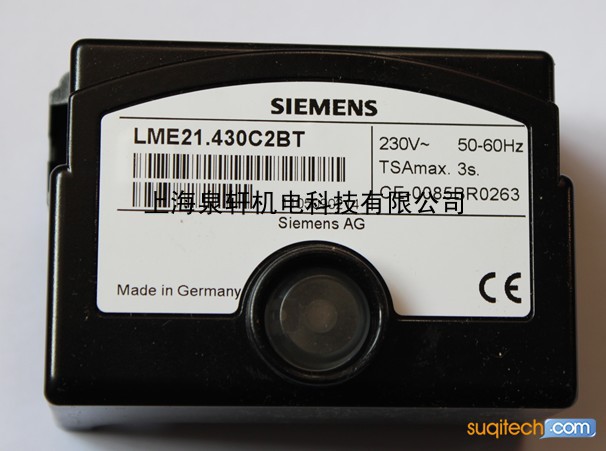 SIEMENS
LME21.430C2BT
230V~ 50-60Hz
TSAmax. 3s.
CE-0085BR0263
上海泉轩机电科技有限公司
Siemens AG
Made in Germany
CE
suqitech.com